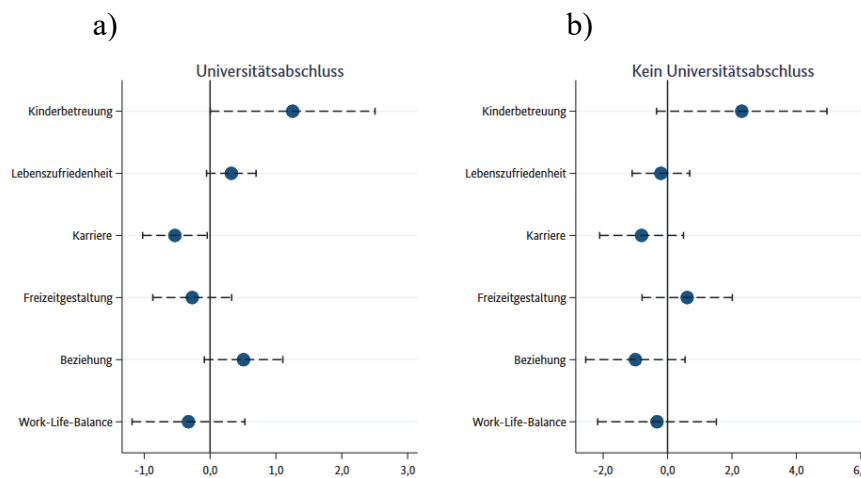 a)
Universitätsabschluss
Kinderbetreuung
Lebenszufriedenheit
Karriere
Freizeitgestaltung
Beziehung
Work-Life-Balance
-1,0 0,0 1,0 2,0 3,0
b)
Kein Universitätsabschluss
Kinderbetreuung
Lebenszufriedenheit
Karriere
Freizeitgestaltung
Beziehung
Work-Life-Balance
-2,0 0,0 2,0 4,0 6,